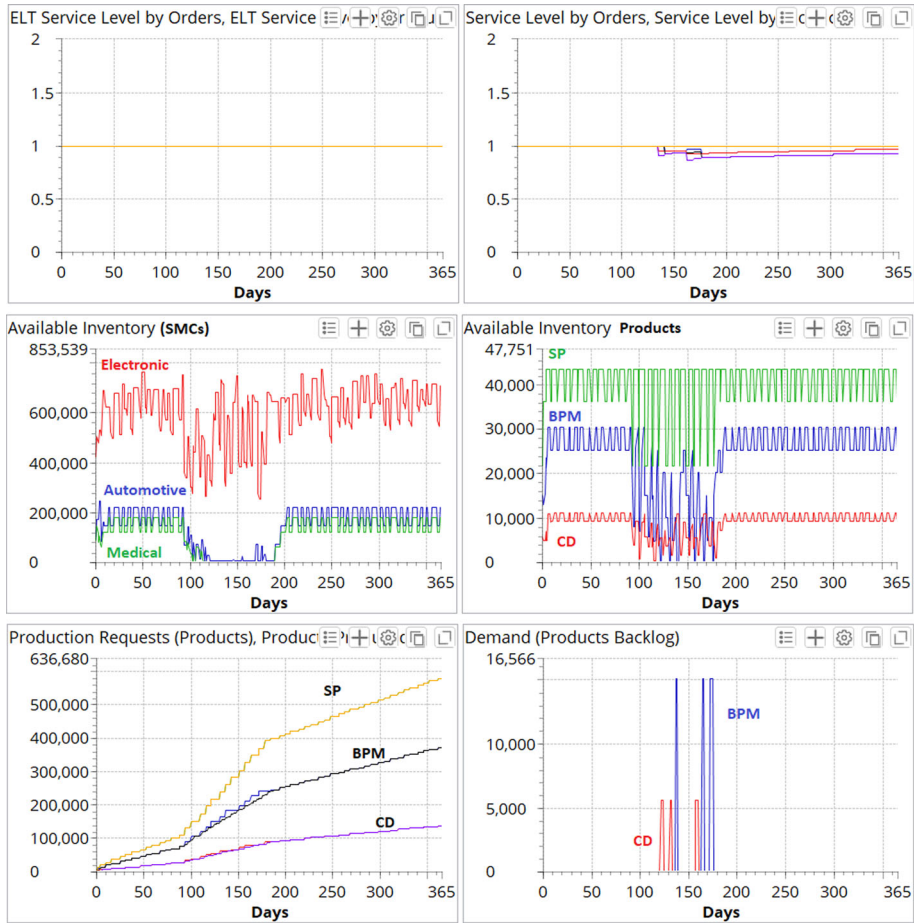 ELT Service Level by Orders, ELT Service
2
1.5
1
0.5
0
0 50 100 150 200 250 300 365
Days
Service Level by Orders, Service Level by
2
1.5
1
0.5
0
0 50 100 150 200 250 300 365
Days
Available Inventory (SMCs)
853,539
600,000
400,000
200,000
0
Electronic
Automotive
Medical
0 50 100 150 200 250 300 365
Days
Available Inventory Products
47,751
40,000
30,000
20,000
10,000
0
SP
BPM
CD
0 50 100 150 200 250 300 365
Days
Production Requests (Products),
636,680
500,000
400,000
300,000
200,000
100,000
0
SP
BPM
CD
0 50 100 150 200 250 300 365
Days
Demand (Products Backlog)
16,566
10,000
5,000
0
BPM
CD
0 50 100 150 200 250 300 365
Days